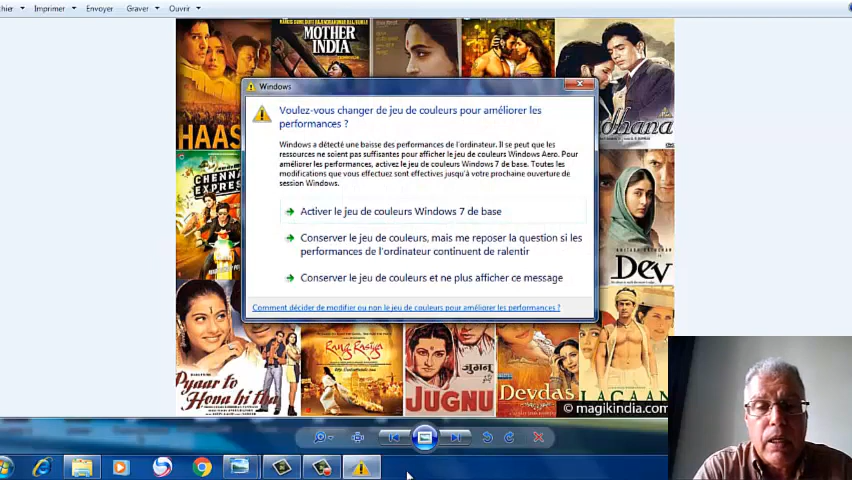 chier Imprimer Envoyer Graver Ouvrir
MOTHER
INDIA
HAAS
dhana
Windows
Voulez-vous changer de jeu de couleurs pour améliorer les
performances ?
Windows a détecté une baisse des performances de l'ordinateur. Il se peut que les
ressources ne soient pas suffisantes pour afficher le jeu de couleurs Windows Aero. Pour
améliorer les performances, activez le jeu de couleurs Windows 7 de base. Toutes les
modifications que vous effectuez sont effectives jusqu'à votre prochaine ouverture de
session Windows.
Activer le jeu de couleurs Windows 7 de base
Conserver le jeu de couleurs, mais me reposer la question si les
performances de l'ordinateur continuent de ralentir
Conserver le jeu de couleurs et ne plus afficher ce message
Comment décider de modifier ou non le jeu de couleurs pour améliorer les performances ?
CHENNAI
EXPRESS
DEV
Pyaar to
Hona hi tha
Rang Rasiya
जुगनू
JUGNU
DEVDAS
LAGAAN
© magikindia.com